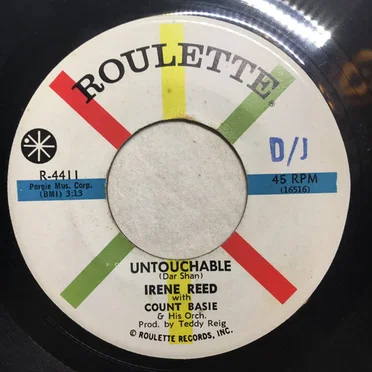 ROULETTE
®
D/J
R-4411
Porgie Mus. Corp.
(BMI) 3:13
45 RPM
(16516)
UNTOUCHABLE
(Dar Shan)
IRENE REED
with
COUNT BASIE
& His Orch.
Prod. by Teddy Reig
© ROULETTE RECORDS, INC.